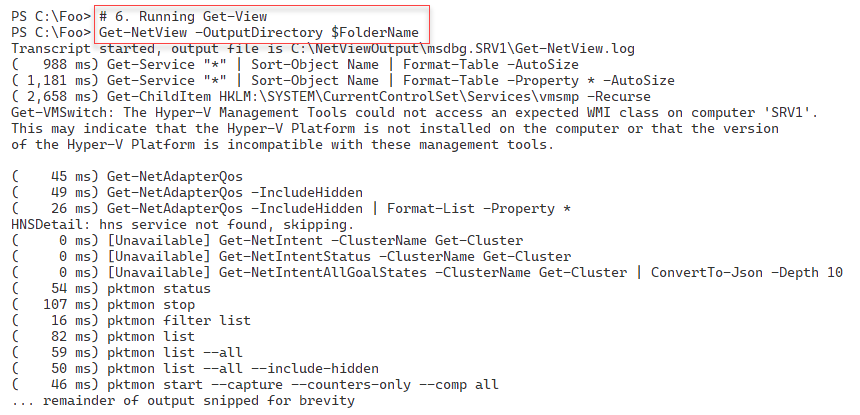 PS C:\Foo> # 6. Running Get-View
PS C:\Foo> Get-NetView -OutputDirectory $FolderName
Transcript started, output file is C:\NetViewOutput\msdbg.SRV1\Get-NetView.log
(   988 ms) Get-Service "*" | Sort-Object Name | Format-Table -AutoSize
( 1,181 ms) Get-Service "*" | Sort-Object Name | Format-Table -Property * -AutoSize
( 2,658 ms) Get-ChildItem HKLM:\SYSTEM\CurrentControlSet\Services\vmsmp -Recurse
Get-VMSwitch: The Hyper-V Management Tools could not access an expected WMI class on computer 'SRV1'.
This may indicate that the Hyper-V Platform is not installed on the computer or that the version
of the Hyper-V Platform is incompatible with these management tools.
(    45 ms) Get-NetAdapterQos
(    49 ms) Get-NetAdapterQos -IncludeHidden
(    26 ms) Get-NetAdapterQos -IncludeHidden | Format-List -Property *
HNSDetail: hns service not found, skipping.
(     0 ms) [Unavailable] Get-NetIntent -ClusterName Get-Cluster
(     0 ms) [Unavailable] Get-NetIntentStatus -ClusterName Get-Cluster
(     0 ms) [Unavailable] Get-NetIntentAllGoalStates -ClusterName Get-Cluster | ConvertTo-Json -Depth 10
(    54 ms) pktmon status
(   107 ms) pktmon stop
(    16 ms) pktmon filter list
(    82 ms) pktmon list
(    59 ms) pktmon list --all
(    50 ms) pktmon list --all --include-hidden
(    46 ms) pktmon start --capture --counters-only --comp all
... remainder of output snipped for brevity